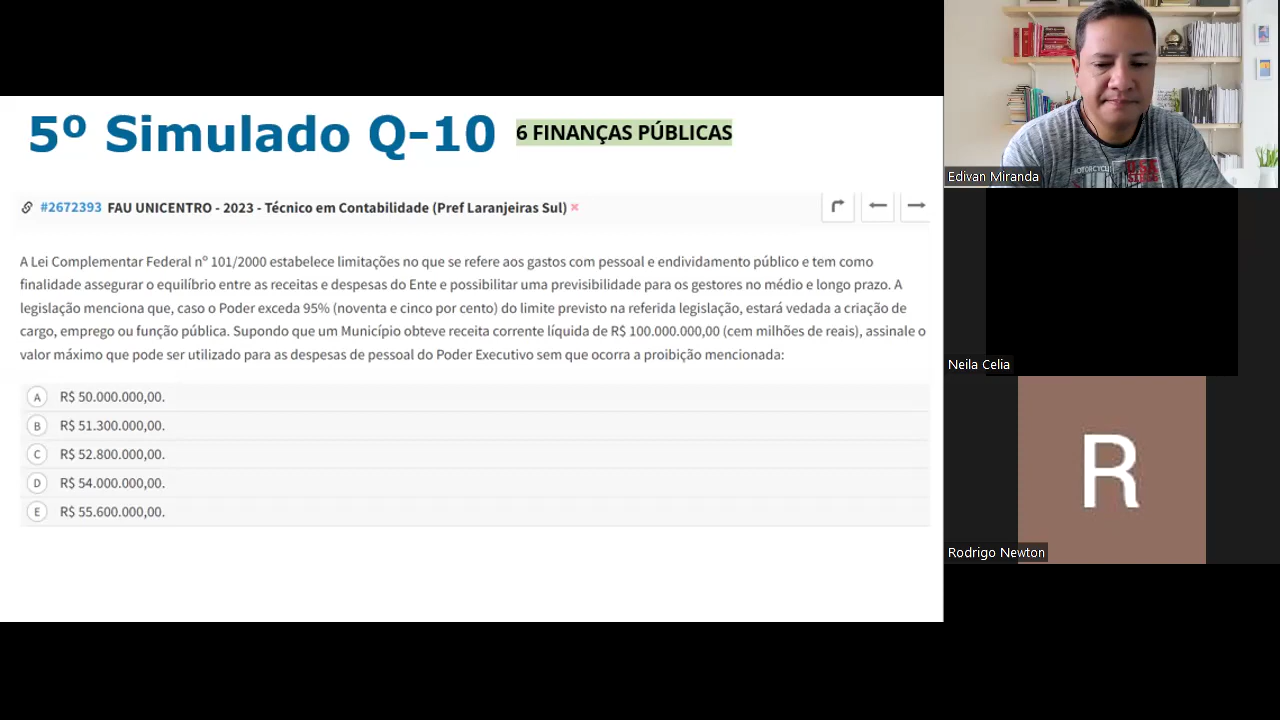 5º Simulado Q-10
6 FINANÇAS PÚBLICAS
#2672393 FAU UNICENTRO - 2023 - Técnico em Contabilidade (Pref Laranjeiras Sul)
A Lei Complementar Federal nº 101/2000 estabelece limitações no que se refere aos gastos com pessoal e endividamento público e tem como
finalidade assegurar o equilíbrio entre as receitas e despesas do Ente e possibilitar uma previsibilidade para os gestores no médio e longo prazo. A
legislação menciona que, caso o Poder exceda 95% (noventa e cinco por cento) do limite previsto na referida legislação, estará vedada a criação de
cargo, emprego ou função pública. Supondo que um Município obteve receita corrente líquida de R$ 100.000.000,00 (cem milhões de reais), assinale o
valor máximo que pode ser utilizado para as despesas de pessoal do Poder Executivo sem que ocorra a proibição mencionada:
A R$ 50.000.000,00.
B R$ 51.300.000,00.
C R$ 52.800.000,00.
D R$ 54.000.000,00.
E R$ 55.600.000,00.
MOTORCYCLE
Edivan Miranda
Neila Celia
R
Rodrigo Newton